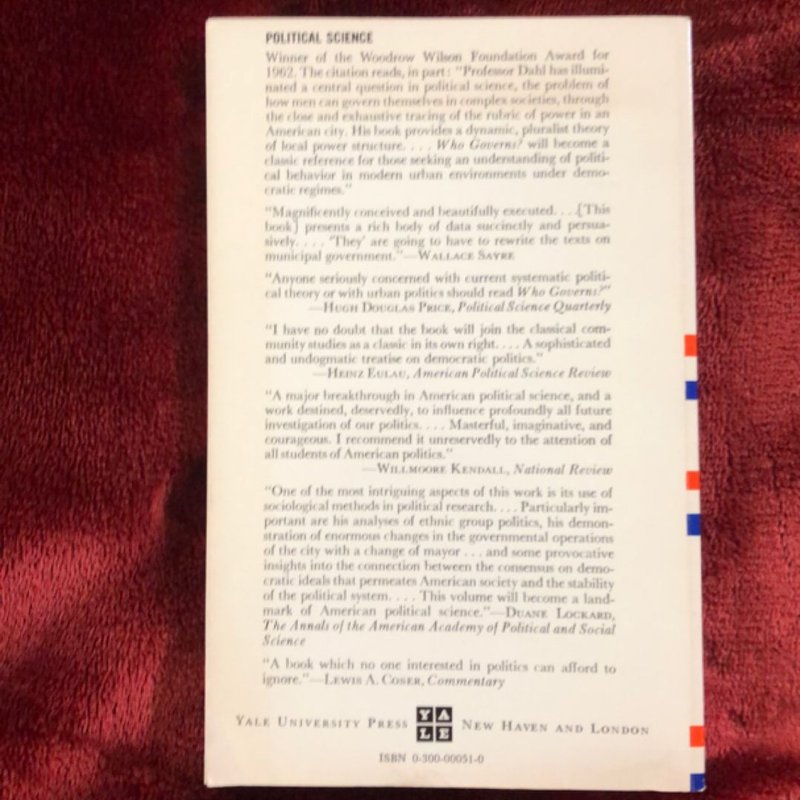 POLITICAL SCIENCE
Winner of the Woodrow Wilson Foundation Award for
1962. The citation reads, in part: "Professor Dahl has illumi-
nated a central question in political science, the problem of
how men can govern themselves in complex societies, through
the close and exhaustive tracing of the rubric of power in an
American city. His book provides a dynamic, pluralist theory
of local power structure. . . . Who Governs? will become a
classic reference for those seeking an understanding of politi-
cal behavior in modern urban environments under demo-
cratic regimes."
"Magnificently conceived and beautifully executed. . . .[This
book] presents a rich body of data succinctly and persua-
sively. . . . 'They' are going to have to rewrite the texts on
municipal government."—WALLACE SAYRE
"Anyone seriously concerned with current systematic politi-
cal theory or with urban politics should read Who Governs?"
—HUGH DOUGLAS PRICE, Political Science Quarterly
"I have no doubt that the book will join the classical com-
munity studies as a classic in its own right. . . . A sophisticated
and undogmatic treatise on democratic politics."
—HEINZ EULAU, American Political Science Review
"A major breakthrough in American political science, and a
work destined, deservedly, to influence profoundly all future
investigation of our politics. . . . Masterful, imaginative, and
courageous. I recommend it unreservedly to the attention of
all students of American politics."
—WILLMOORE KENDALL, National Review
"One of the most intriguing aspects of this work is its use of
sociological methods in political research. . . . Particularly im-
portant are his analyses of ethnic group politics, his demon-
stration of enormous changes in the governmental operations
of the city with a change of mayor . . . and some provocative
insights into the connection between the consensus on demo-
cratic ideals that permeates American society and the stability
of the political system. . . . This volume will become a land-
mark of American political science."—DUANE LOCKARD,
The Annals of the American Academy of Political and Social
Science
"A book which no one interested in politics can afford to
ignore."—LEWIS A. COSER, Commentary
YALE UNIVERSITY PRESS YALE NEW HAVEN AND LONDON
ISBN 0-300-00051-0